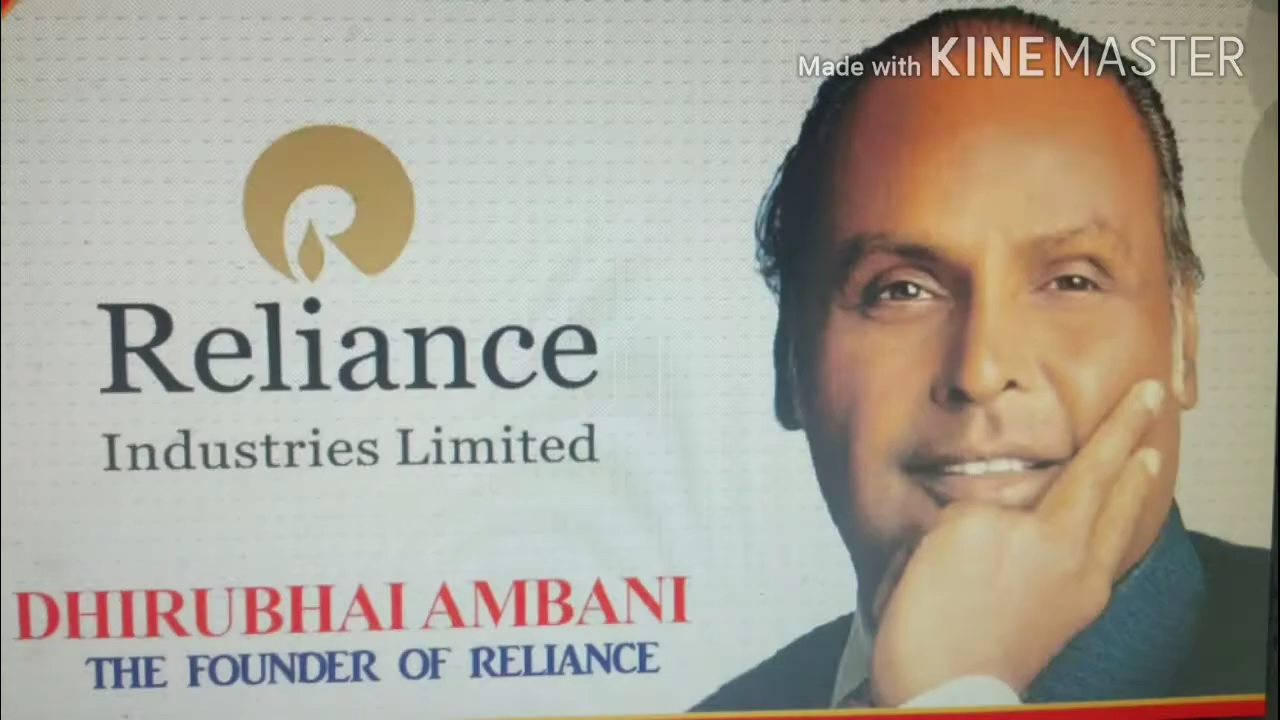 Made with KINEMASTER
Reliance
Industries Limited
DHIRUBHAI AMBANI
THE FOUNDER OF RELIANCE